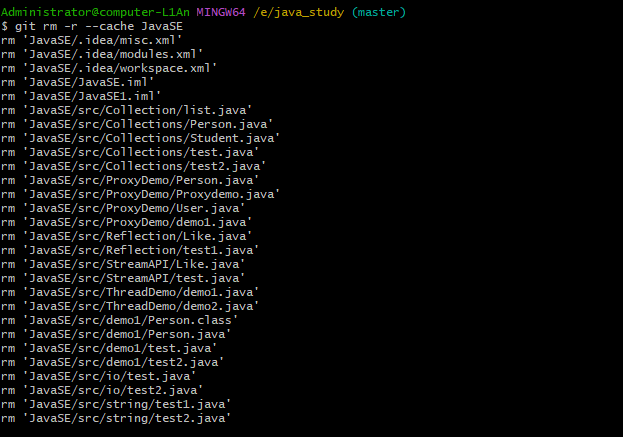 Administrator@computer-L1An MINGW64 /e/java_study (master)
$ git rm -r --cache JavaSE
rm 'JavaSE/.idea/misc.xml'
rm 'JavaSE/.idea/modules.xml'
rm 'JavaSE/.idea/workspace.xml'
rm 'JavaSE/JavaSE.iml'
rm 'JavaSE/JavaSE1.iml'
rm 'JavaSE/src/Collection/list.java'
rm 'JavaSE/src/Collections/Person.java'
rm 'JavaSE/src/Collections/Student.java'
rm 'JavaSE/src/Collections/test.java'
rm 'JavaSE/src/Collections/test2.java'
rm 'JavaSE/src/ProxyDemo/Person.java'
rm 'JavaSE/src/ProxyDemo/Proxydemo.java'
rm 'JavaSE/src/ProxyDemo/User.java'
rm 'JavaSE/src/ProxyDemo/demo1.java'
rm 'JavaSE/src/Reflection/Like.java'
rm 'JavaSE/src/Reflection/test1.java'
rm 'JavaSE/src/StreamAPI/Like.java'
rm 'JavaSE/src/StreamAPI/test.java'
rm 'JavaSE/src/ThreadDemo/demo1.java'
rm 'JavaSE/src/ThreadDemo/demo2.java'
rm 'JavaSE/src/demo1/Person.class'
rm 'JavaSE/src/demo1/Person.java'
rm 'JavaSE/src/demo1/test.java'
rm 'JavaSE/src/demo1/test2.java'
rm 'JavaSE/src/io/test.java'
rm 'JavaSE/src/io/test2.java'
rm 'JavaSE/src/string/test1.java'
rm 'JavaSE/src/string/test2.java'